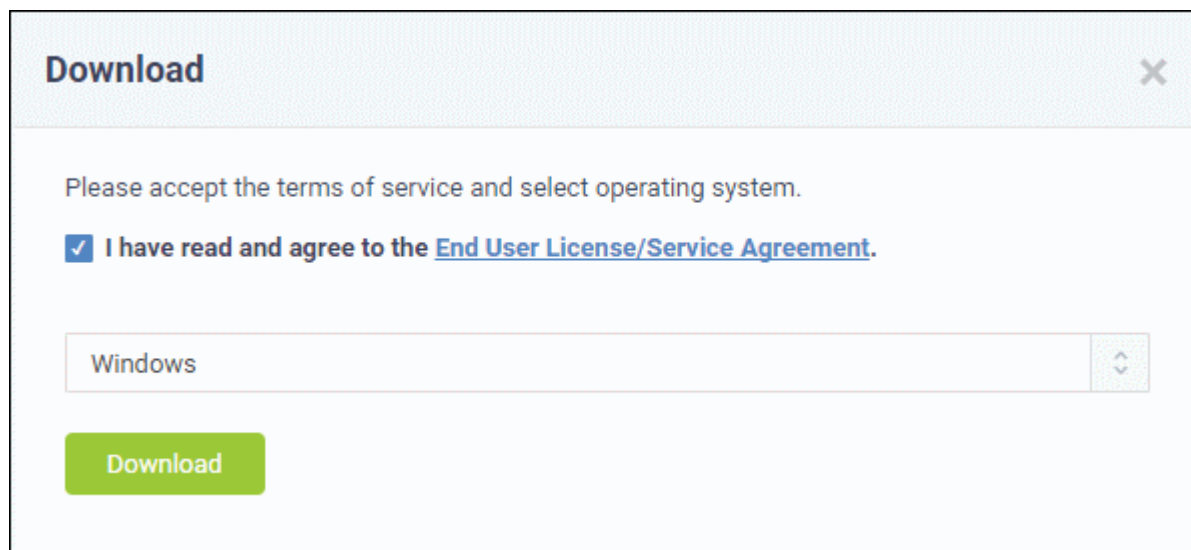 Download
Please accept the terms of service and select operating system.
I have read and agree to the End User License/Service Agreement.
Windows
Download